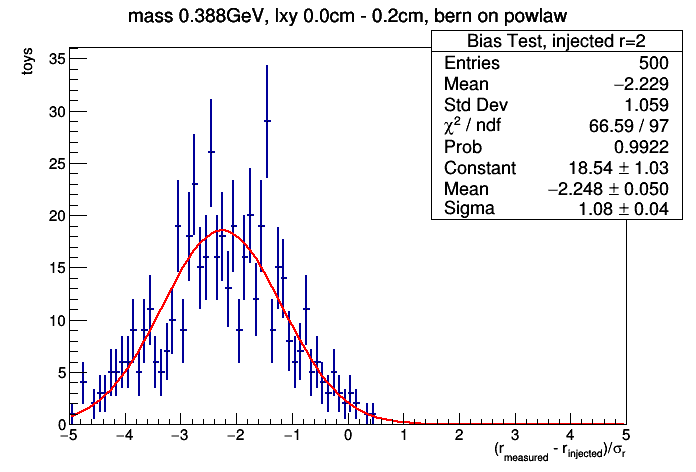 mass 0.388GeV, lxy 0.0cm - 0.2cm, bern on powlaw
toys
Bias Test, injected r=2
Entries 500
Mean −2.229
Std Dev 1.059
χ² / ndf 66.59 / 97
Prob 0.9922
Constant 18.54 ± 1.03
Mean −2.248 ± 0.050
Sigma 1.08 ± 0.04
35
30
25
20
15
10
5
0
−5 −4 −3 −2 −1 0 1 2 3 4 5
(r_measured - r_injected)/σ_r